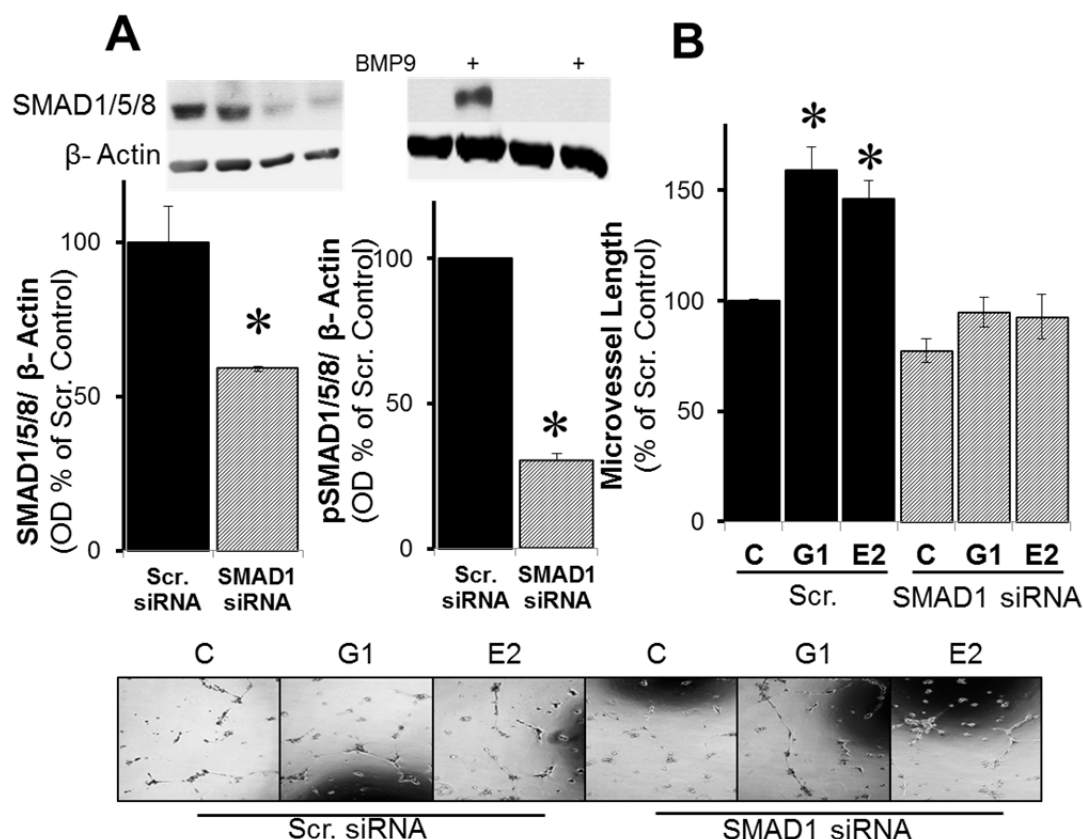 A
BMP9 + +
SMAD1/5/8
β- Actin
SMAD1/5/8/ β- Actin
(OD % of Scr. Control)
100
50
0
Scr.
siRNA
SMAD1
siRNA
pSMAD1/5/8/ β- Actin
(OD % of Scr. Control)
100
50
0
Scr.
siRNA
SMAD1
siRNA
*
*
B
Microvessel Length
(% of Scr. Control)
150
100
50
0
*
*
C G1 E2 C G1 E2
Scr. SMAD1 siRNA
C G1 E2 C G1 E2
Scr. siRNA SMAD1 siRNA